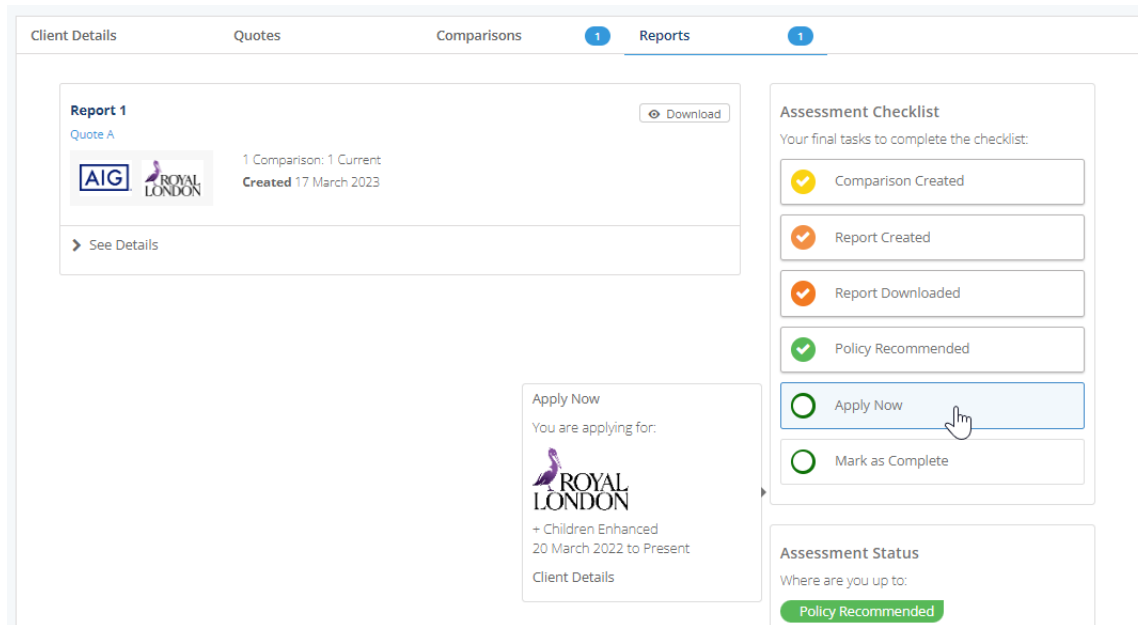 Client Details
Quotes
Comparisons
1
Reports
1
Report 1
Download
Quote A
AIG
ROYAL
LONDON
1 Comparison: 1 Current
Created 17 March 2023
See Details
Assessment Checklist
Your final tasks to complete the checklist:
Comparison Created
Report Created
Report Downloaded
Policy Recommended
Apply Now
Mark as Complete
Apply Now
You are applying for:
ROYAL
LONDON
+ Children Enhanced
20 March 2022 to Present
Client Details
Assessment Status
Where are you up to:
Policy Recommended